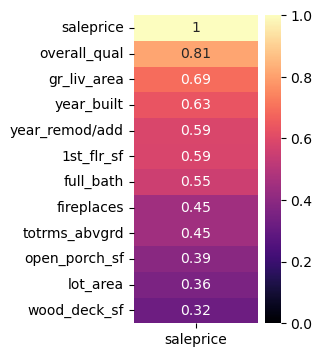 saleprice 1
overall_qual 0.81
gr_liv_area 0.69
year_built 0.63
year_remod/add 0.59
1st_flr_sf 0.59
full_bath 0.55
fireplaces 0.45
totrms_abvgrd 0.45
open_porch_sf 0.39
lot_area 0.36
wood_deck_sf 0.32
saleprice
1.0
0.8
0.6
0.4
0.2
0.0